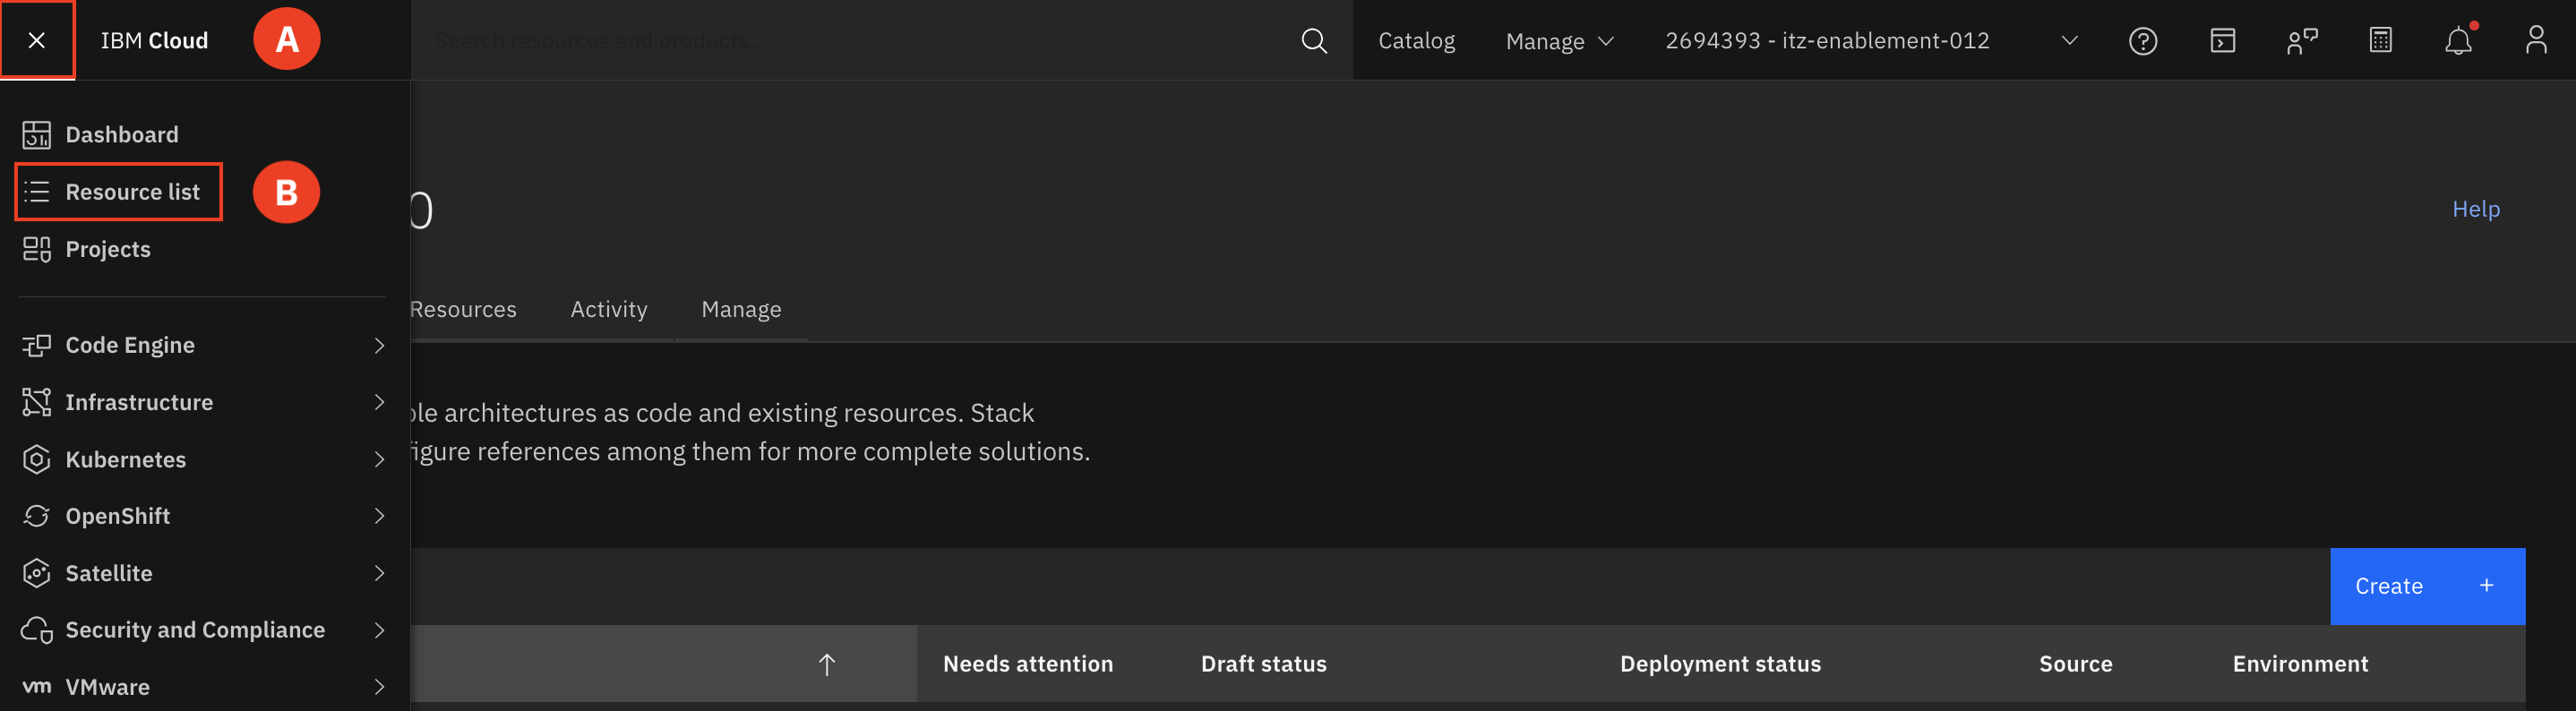 IBM Cloud
A
Search resources and products...
Catalog
Manage
2694393 - itz-enablement-012
Dashboard
Resource list
B
Projects
0
Help
Resources
Activity
Manage
Code Engine
Infrastructure
Kubernetes
OpenShift
Satellite
Security and Compliance
vm VMware
ble architectures as code and existing resources. Stack
figure references among them for more complete solutions.
Create +
Needs attention
Draft status
Deployment status
Source
Environment